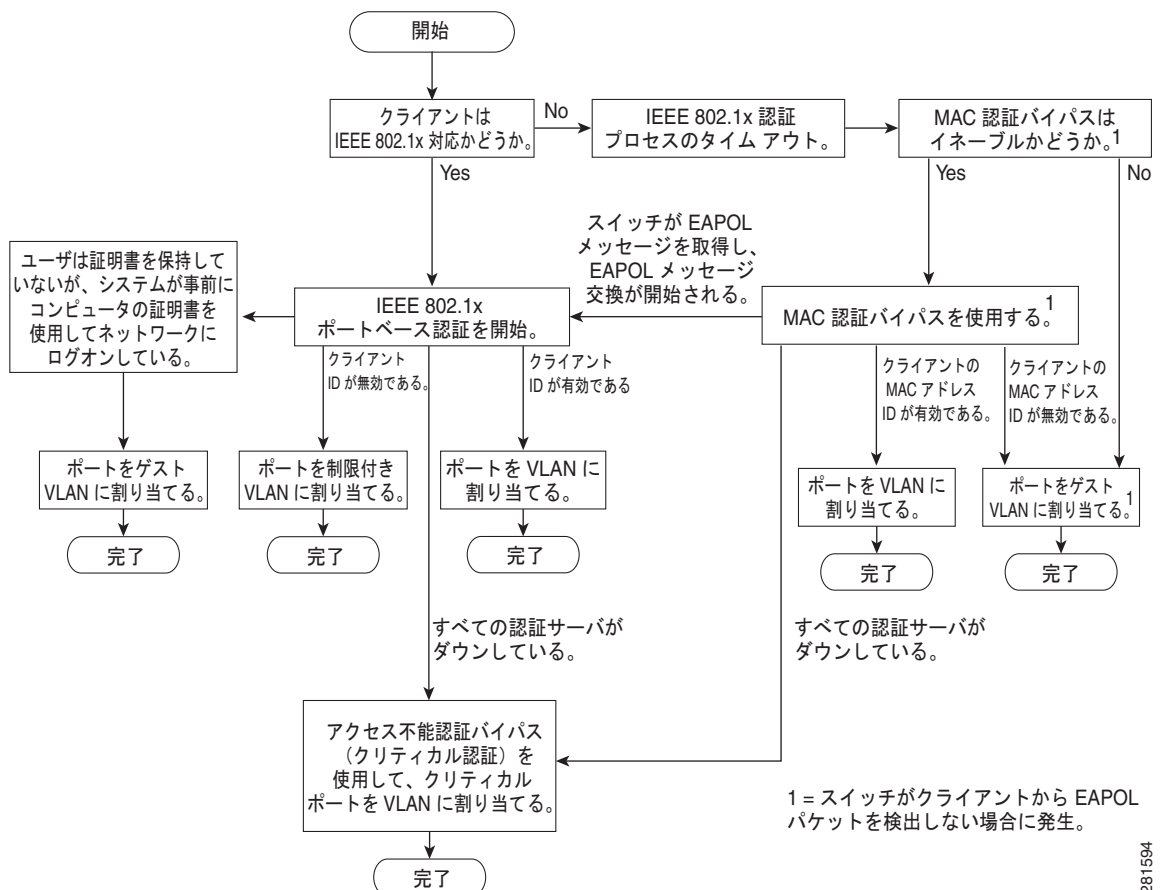 開始
クライアントは
IEEE 802.1x 対応かどうか。
No
IEEE 802.1x 認証
プロセスのタイム アウト。
MAC 認証バイパスは
イネーブルかどうか。1
Yes
Yes
No
スイッチが EAPOL
メッセージを取得し、
EAPOL メッセージ
交換が開始される。
ユーザは証明書を保持して
いないが、システムが事前に
コンピュータの証明書を
使用してネットワークに
ログオンしている。
IEEE 802.1x
ポートベース認証を開始。
MAC 認証バイパスを使用する。1
クライアント
ID が無効である。
クライアント
ID が有効である
クライアントの
MAC アドレス
ID が有効である。
クライアントの
MAC アドレス
ID が無効である。
ポートをゲスト
VLAN に割り当てる。
ポートを制限付き
VLAN に割り当てる。
ポートを VLAN に
割り当てる。
ポートを VLAN に
割り当てる。
ポートをゲスト
VLAN に割り当てる。1
完了
完了
完了
完了
完了
すべての認証サーバが
ダウンしている。
すべての認証サーバが
ダウンしている。
アクセス不能認証バイパス
（クリティカル認証）を
使用して、クリティカル
ポートを VLAN に割り当てる。
1 = スイッチがクライアントから EAPOL
パケットを検出しない場合に発生。
完了
281594